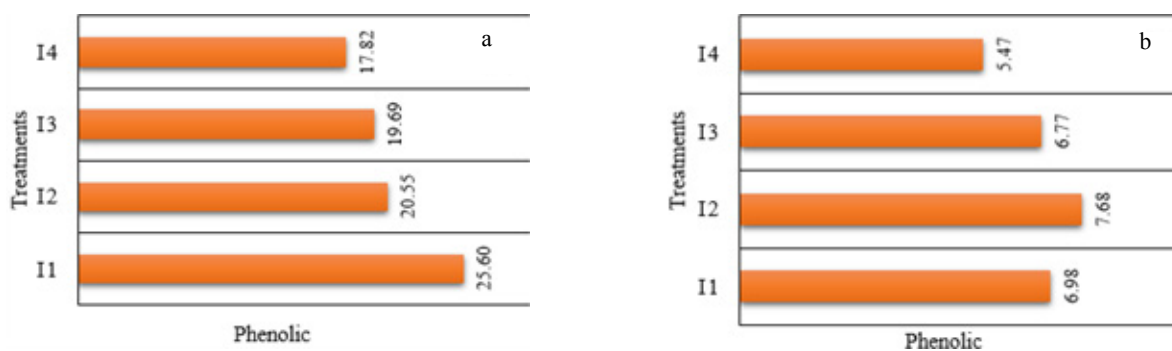 a
Treatments
I4
17.82
I3
19.69
I2
20.55
I1
25.60
Phenolic
b
Treatments
I4
5.47
I3
6.77
I2
7.68
I1
6.98
Phenolic